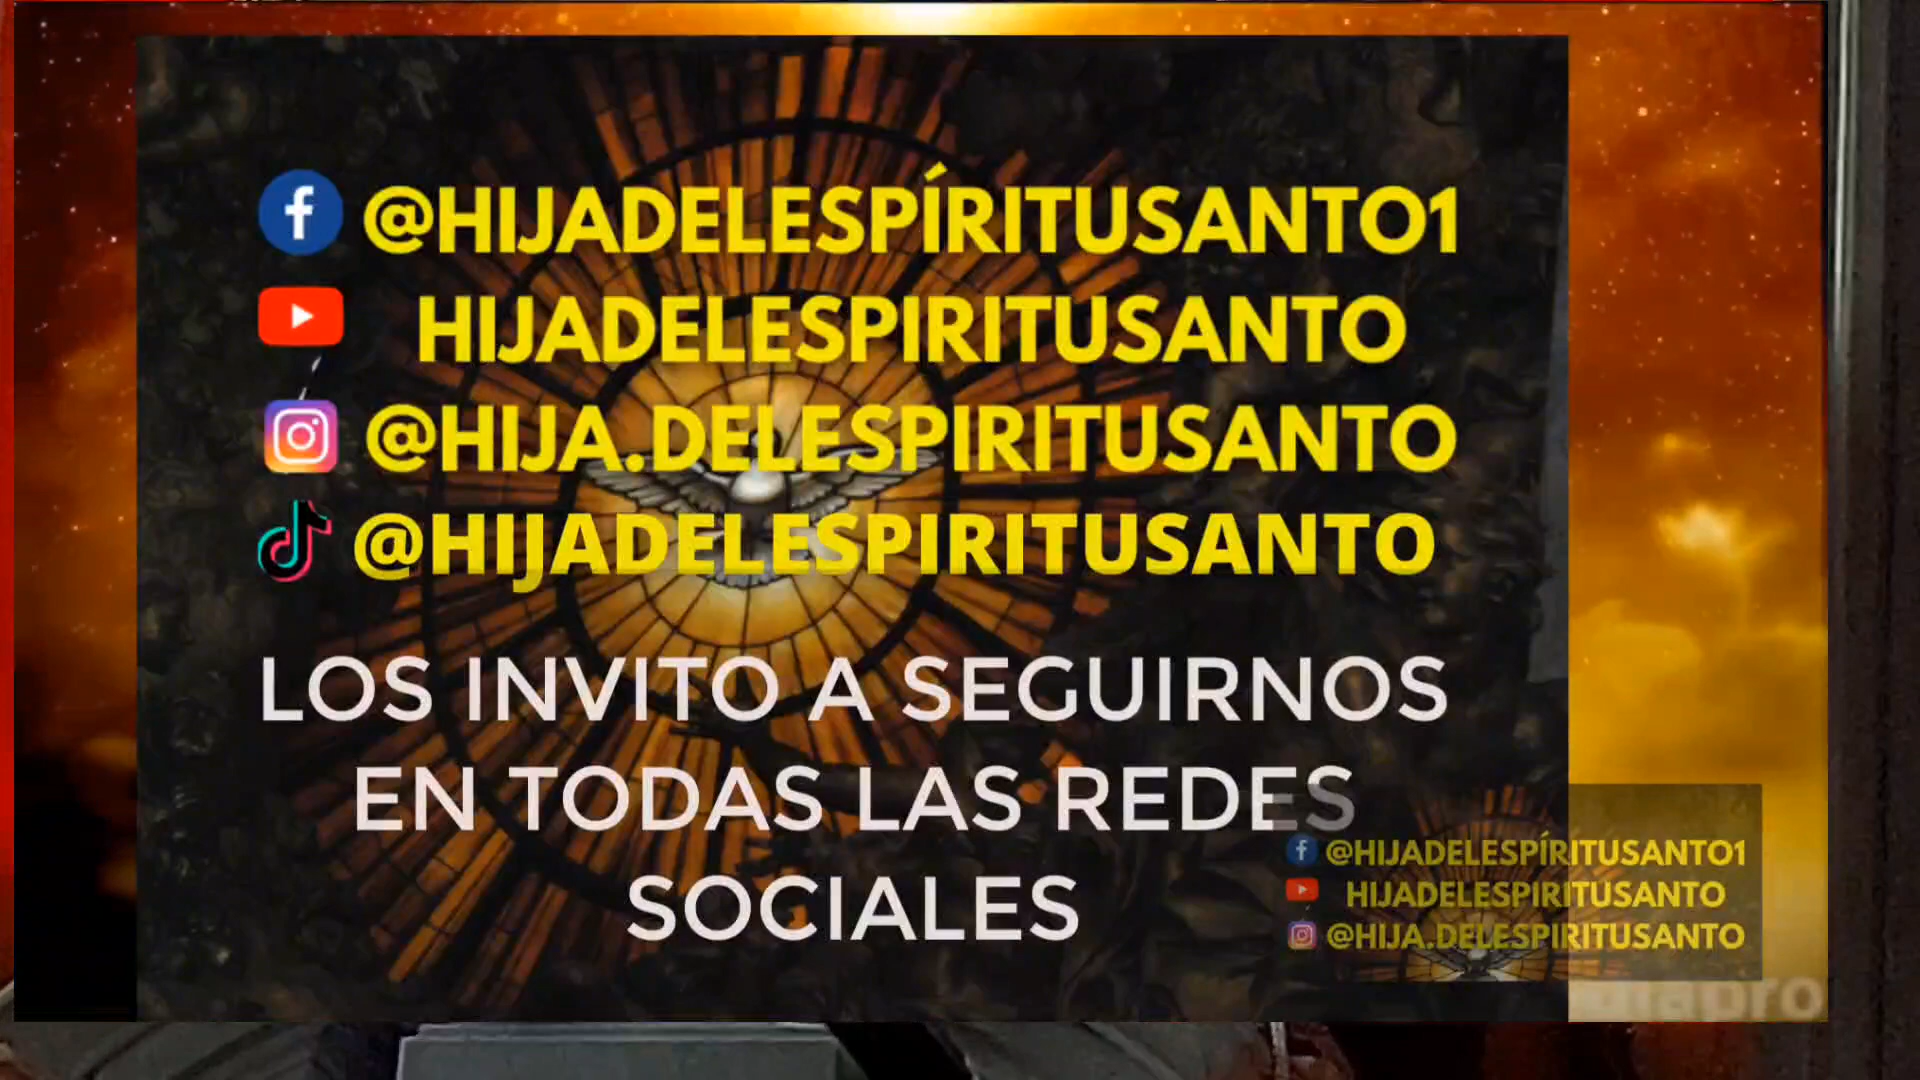 @HIJADELESPÍRITUSANTO1
HIJADELESPIRITUSANTO
@HIJA.DELESPIRITUSANTO
@HIJADELESPIRITUSANTO
LOS INVITO A SEGUIRNOS
EN TODAS LAS REDES
SOCIALES
@HIJADELESPÍRITUSANTO1
HIJADELESPIRITUSANTO
@HIJA.DELESPIRITUSANTO